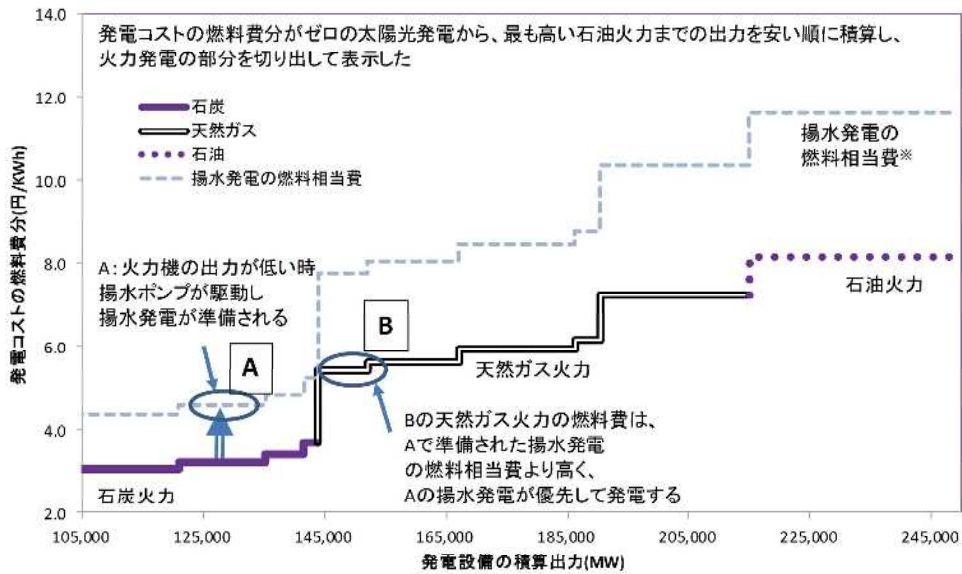 14.0
12.0
10.0
8.0
6.0
4.0
2.0
発電コストの燃料費分(円/KWh)
発電コストの燃料費分がゼロの太陽光発電から、最も高い石油火力までの出力を安い順に積算し、
火力発電の部分を切り出して表示した
石炭
天然ガス
石油
揚水発電の燃料相当費
揚水発電の
燃料相当費※
A：火力機の出力が低い時
揚水ポンプが駆動し
揚水発電が準備される
A
B
石油火力
天然ガス火力
Bの天然ガス火力の燃料費は、
Aで準備された揚水発電
の燃料相当費より高く、
Aの揚水発電が優先して発電する
石炭火力
105,000
125,000
145,000
165,000
185,000
205,000
225,000
245,000
発電設備の積算出力(MW)